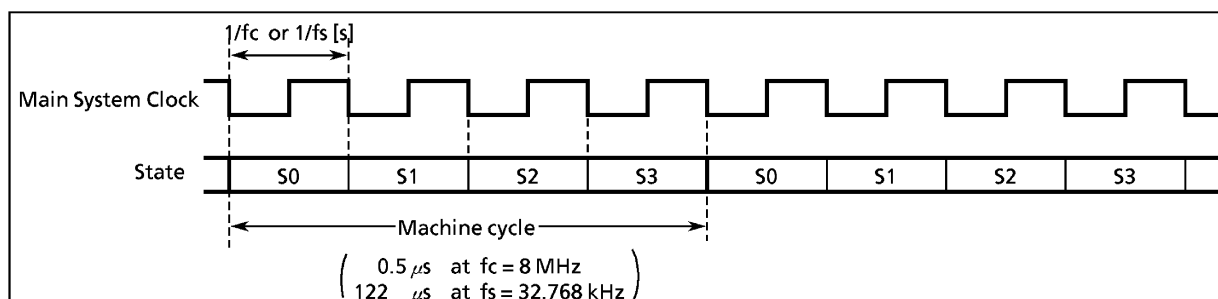 1/fc or 1/fs [s]
Main System Clock
State S0 S1 S2 S3 S0 S1 S2 S3
Machine cycle
0.5 μs at fc = 8 MHz
122 μs at fs = 32.768 kHz